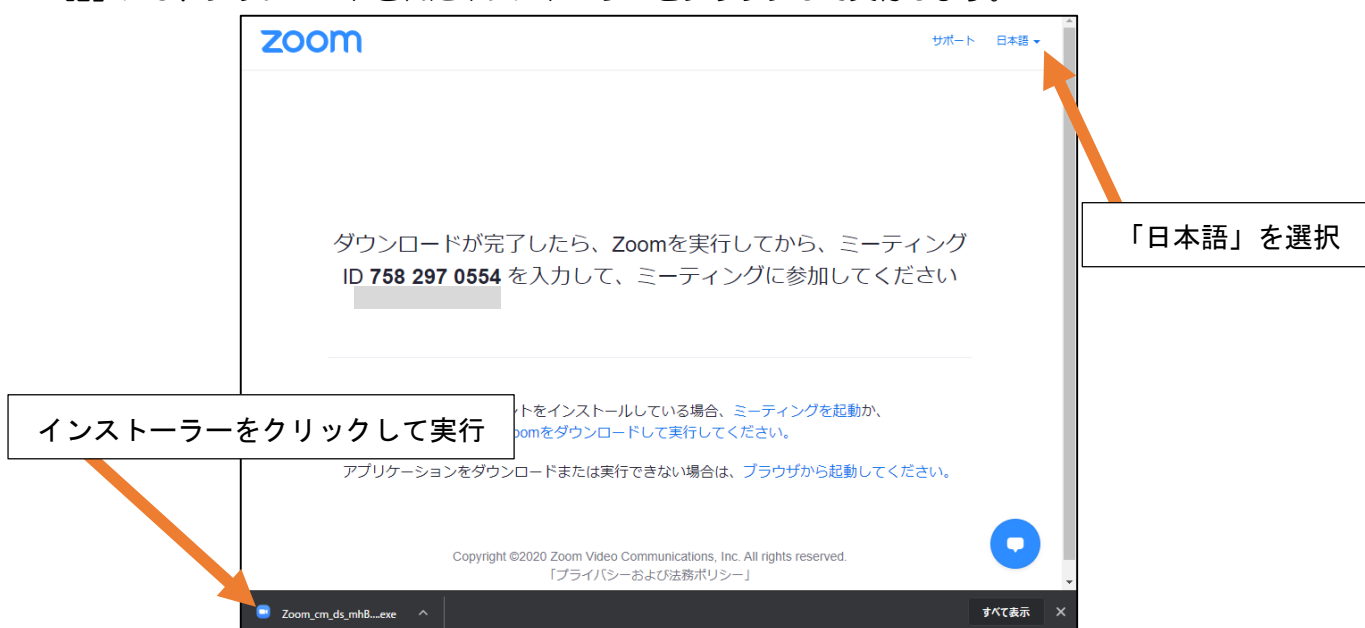 zoom
サポート 日本語
「日本語」を選択
ダウンロードが完了したら、Zoomを実行してから、ミーティング
ID 758 297 0554 を入力して、ミーティングに参加してください
インストーラーをクリックして実行
トをインストールしている場合、ミーティングを起動か、
omをダウンロードして実行してください。
アプリケーションをダウンロードまたは実行できない場合は、ブラウザから起動してください。
Copyright ©2020 Zoom Video Communications, Inc. All rights reserved.
「プライバシーおよび法務ポリシー」
Zoom_cm_ds_mhB....exe
すべて表示